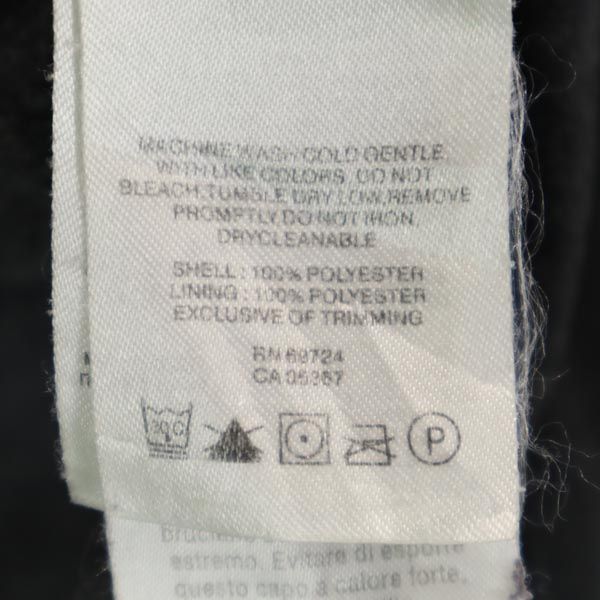 MACHINE WASH COLD GENTLE,
WITH LIKE COLORS. DO NOT
BLEACH.TUMBLE DRY LOW.REMOVE
PROMPTLY.DO NOT IRON.
DRYCLEANABLE
SHELL : 100% POLYESTER
LINING : 100% POLYESTER
EXCLUSIVE OF TRIMMING
RN 69724
CA 05367
30 C
P
estremo. Evitare di esporre
questo capo a calore forte,